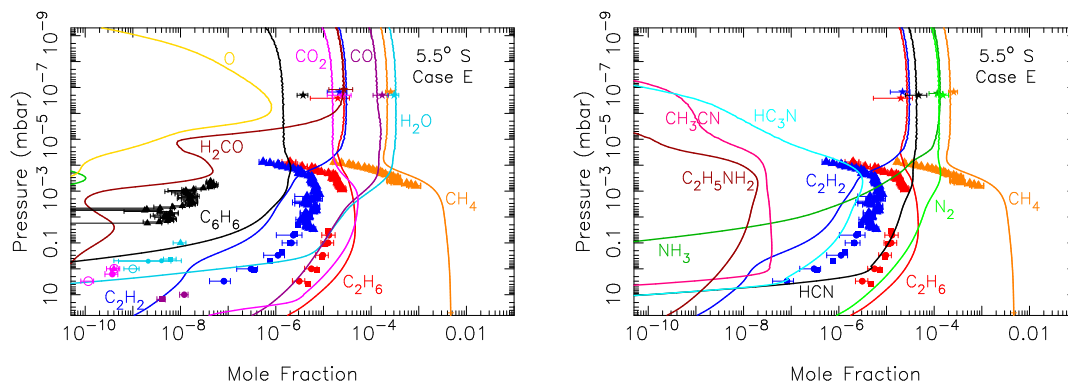 5.5° S
Case E
O
CO₂
CO
H₂O
H₂CO
CH₄
C₆H₆
C₂H₂
C₂H₆
10⁻⁹
10⁻⁷
10⁻⁵
10⁻³
0.1
10
Pressure (mbar)
10⁻¹⁰
10⁻⁸
10⁻⁶
10⁻⁴
0.01
Mole Fraction
5.5° S
Case E
CH₃CN
HC₃N
C₂H₅NH₂
C₂H₂
CH₄
N₂
NH₃
HCN
C₂H₆
10⁻⁹
10⁻⁷
10⁻⁵
10⁻³
0.1
10
Pressure (mbar)
10⁻¹⁰
10⁻⁸
10⁻⁶
10⁻⁴
0.01
Mole Fraction